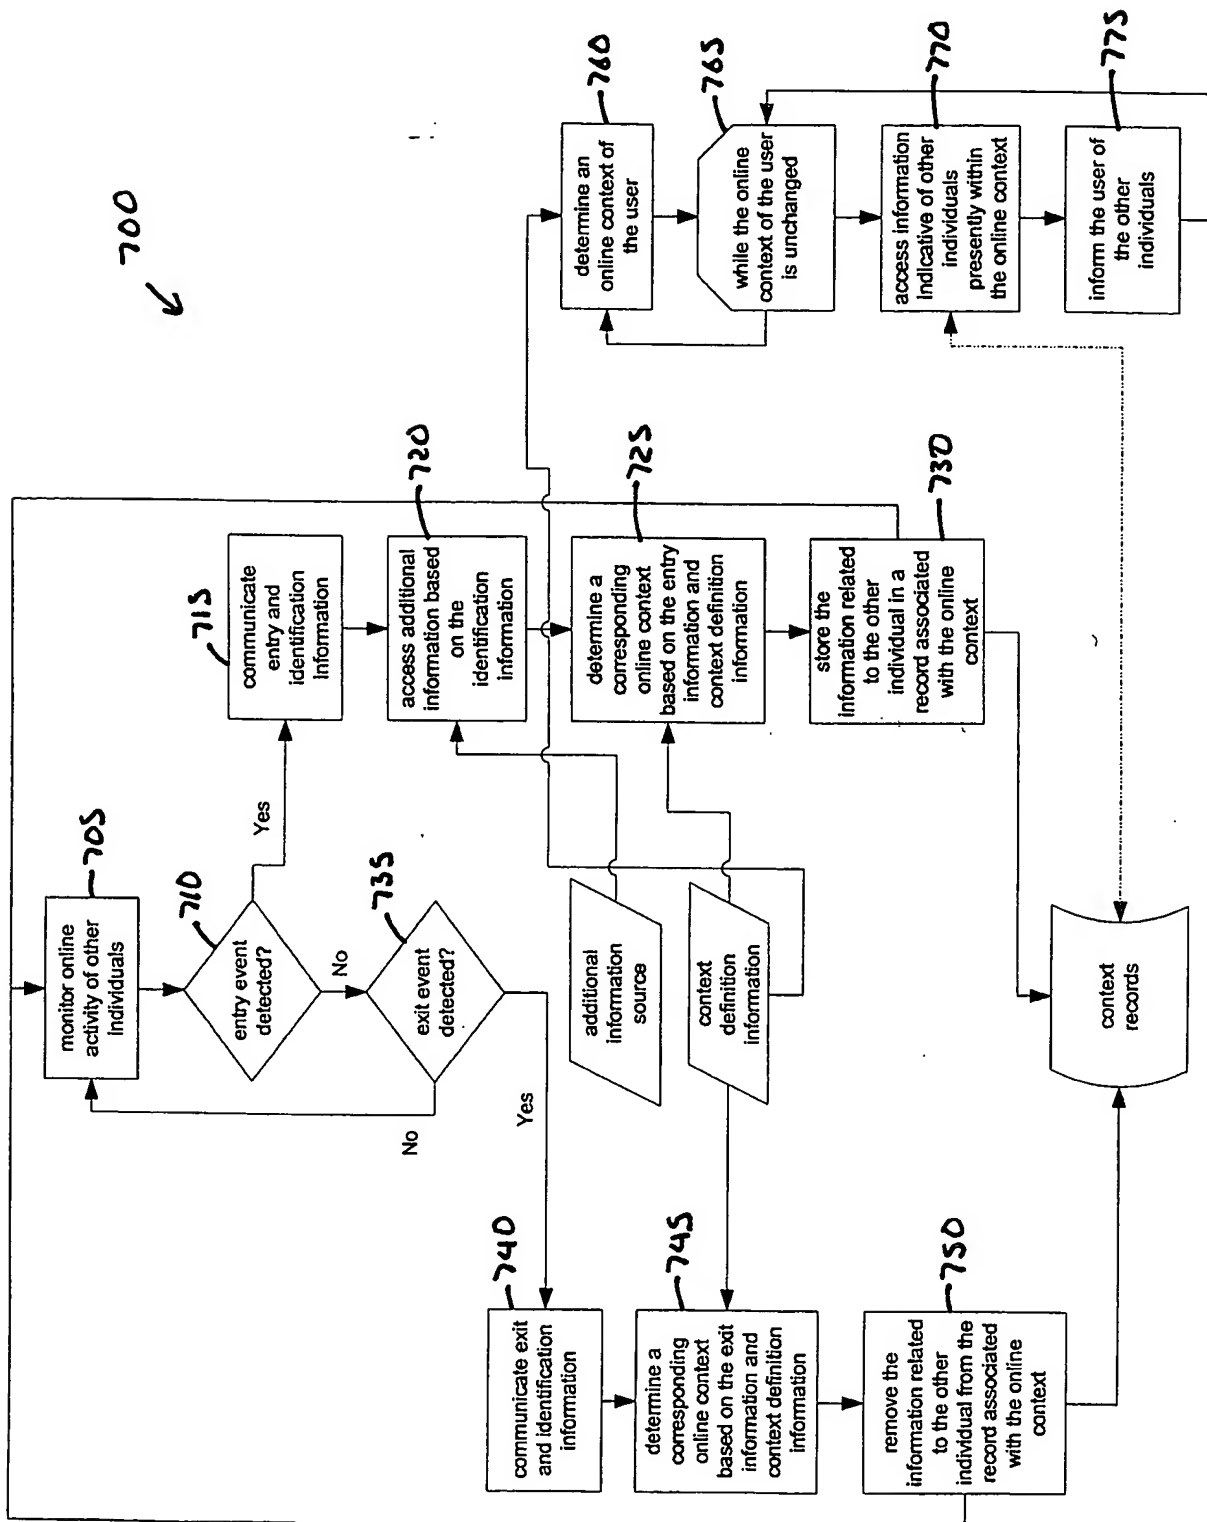 700
705
monitor online
activity of other
Individuals
710
entry event
detected?
Yes
No
715
communicate
entry and
identification
information
720
access additional
information based
on the
identification
information
725
determine a
corresponding
online context
based on the entry
information and
context definition
information
730
store the
information related
to the other
individual in a
record associated
with the online
context
735
exit event
detected?
No
Yes
740
communicate exit
and identification
information
745
determine a
corresponding
online context
based on the exit
information and
context definition
information
750
remove the
information related
to the other
individual from the
record associated
with the online
context
additional
information
source
context
definition
information
context
records
760
determine an
online context of
the user
765
while the online
context of the user
is unchanged
770
access information
indicative of other
individuals
presently within
the online context
775
inform the user of
the other
individuals